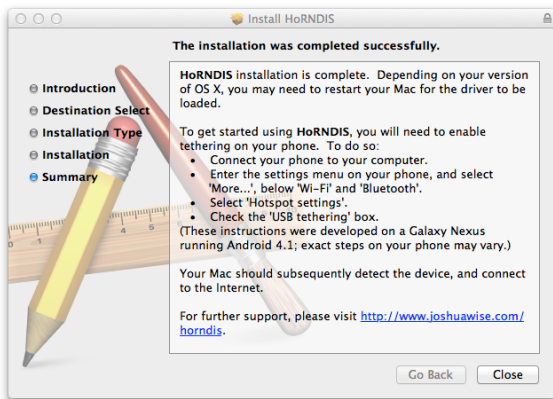 Install HoRNDIS
The installation was completed successfully.
Introduction
Destination Select
Installation Type
Installation
Summary
HoRNDIS installation is complete. Depending on your version
of OS X, you may need to restart your Mac for the driver to be
loaded.
To get started using HoRNDIS, you will need to enable
tethering on your phone. To do so:
• Connect your phone to your computer.
• Enter the settings menu on your phone, and select
'More...', below 'Wi-Fi' and 'Bluetooth'.
• Select 'Hotspot settings'.
• Check the 'USB tethering' box.
(These instructions were developed on a Galaxy Nexus
running Android 4.1; exact steps on your phone may vary.)
Your Mac should subsequently detect the device, and connect
to the Internet.
For further support, please visit http://www.joshuawise.com/
horndis.
Go Back
Close